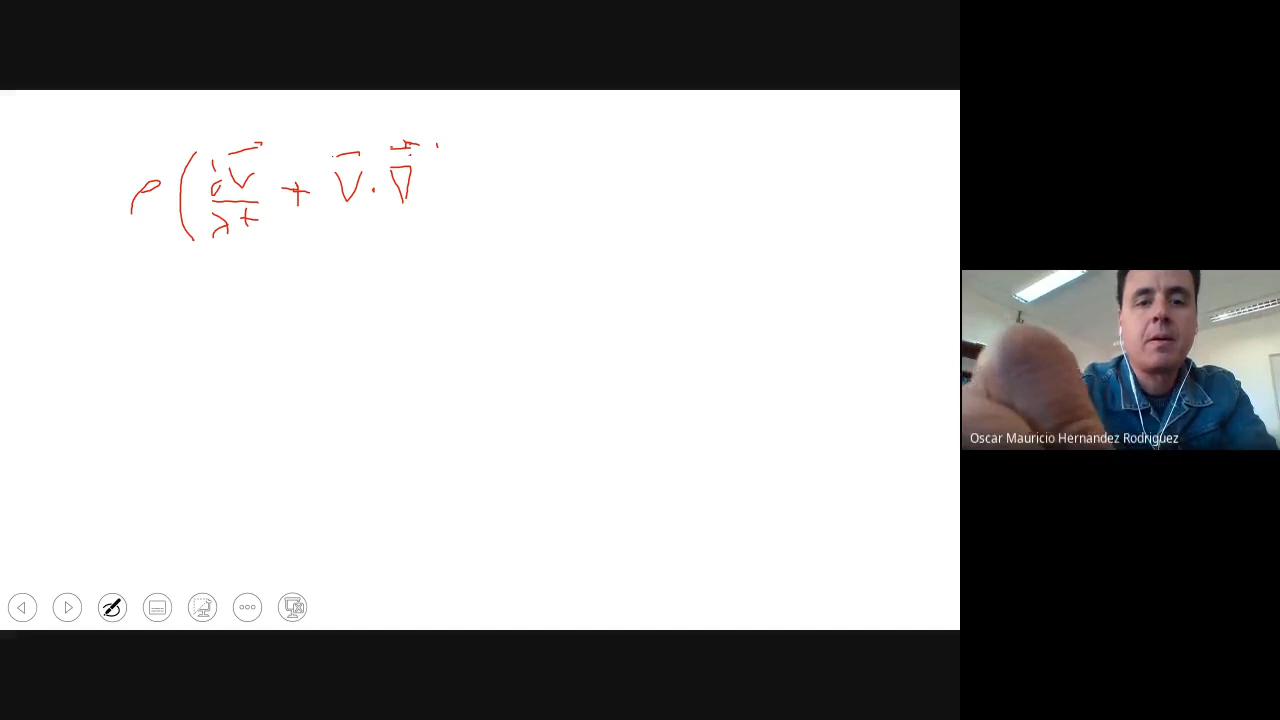 ρ ( ∂V̄/∂t + V̄ · ∇̄
Oscar Mauricio Hernandez Rodriguez